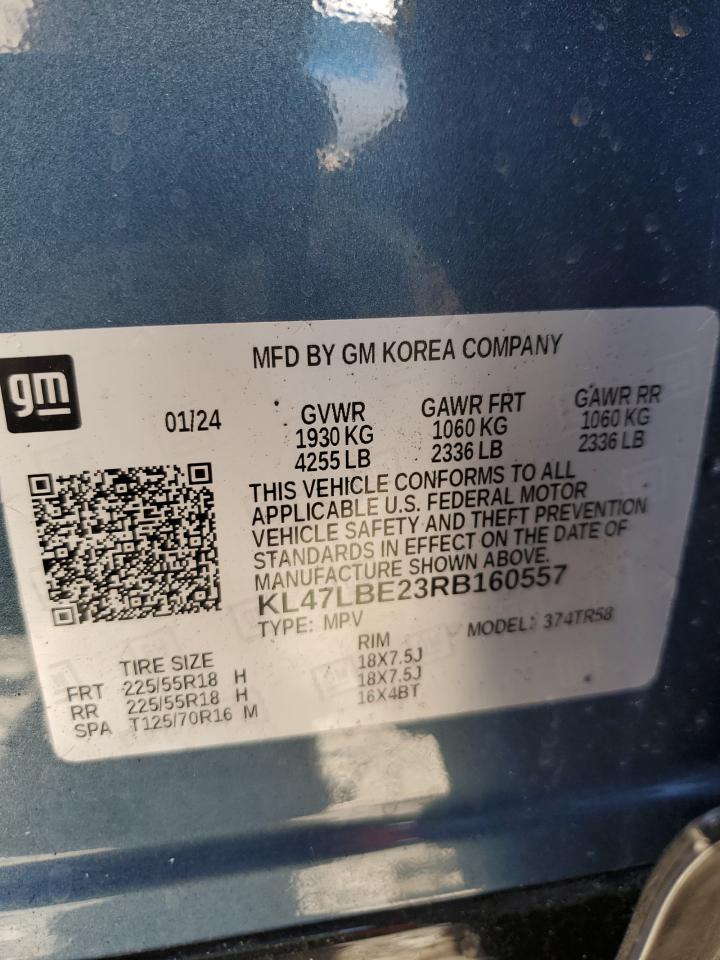 MFD BY GM KOREA COMPANY
gm
01/24
GVWR GAWR FRT GAWR RR
1930 KG 1060 KG 1060 KG
4255 LB 2336 LB 2336 LB
THIS VEHICLE CONFORMS TO ALL
APPLICABLE U.S. FEDERAL MOTOR
VEHICLE SAFETY AND THEFT PREVENTION
STANDARDS IN EFFECT ON THE DATE OF
MANUFACTURE SHOWN ABOVE.
KL47LBE23RB160557
TYPE: MPV MODEL: 374TR58
TIRE SIZE RIM
FRT 225/55R18 H 18X7.5J
RR 225/55R18 H 18X7.5J
SPA T125/70R16 M 16X4BT